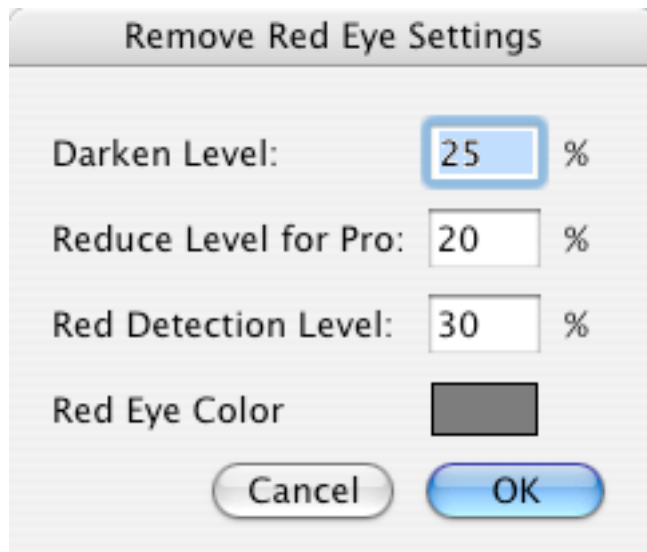 Remove Red Eye Settings
Darken Level: 25 %
Reduce Level for Pro: 20 %
Red Detection Level: 30 %
Red Eye Color
Cancel OK